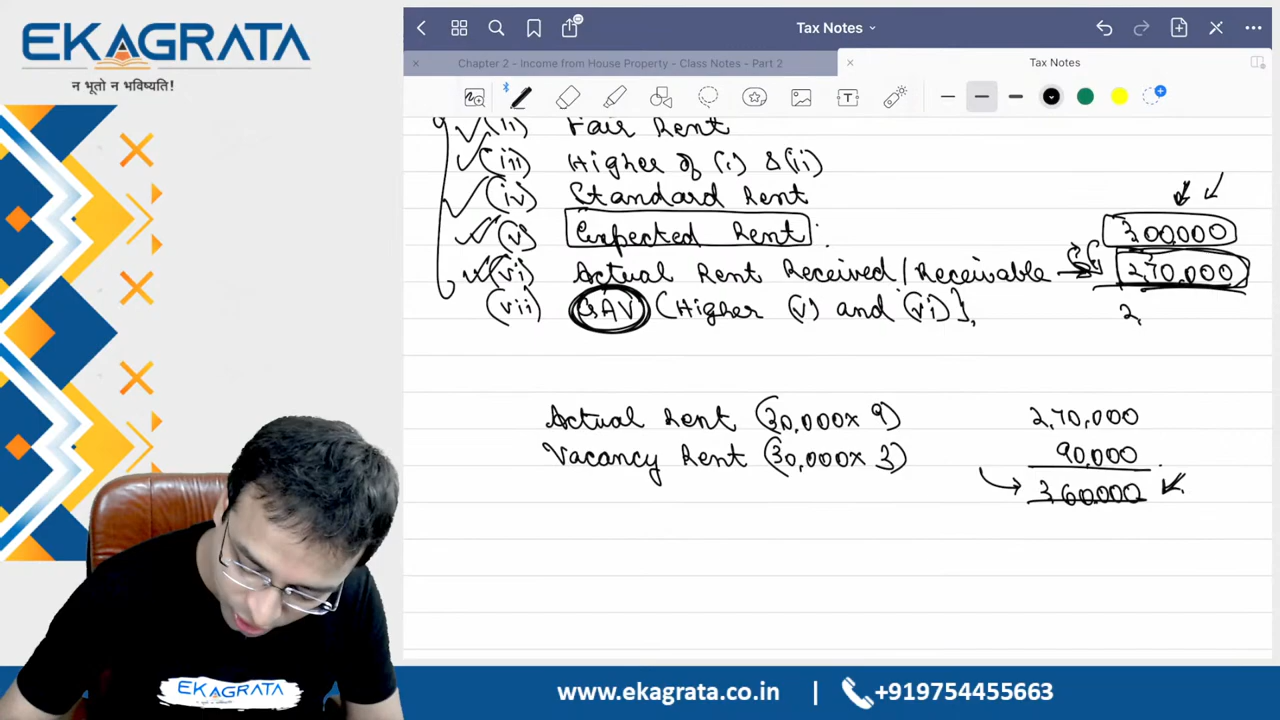 EKAGRATA
न भूतो न भविष्यति!
Tax Notes
Chapter 2 - Income from House Property - Class Notes - Part 2
Tax Notes
(ii) Fair Rent
(iii) Higher of (i) & (ii)
(iv) Standard Rent
(v) Expected Rent : 3,00,000
(vi) Actual Rent Received/Receivable 2,70,000
(vii) GAV (Higher (v) and (vi)], 2,
Actual Rent (30,000 x 9) 2,70,000
Vacancy Rent (30,000 x 3) 90,000
360,000
EKAGRATA
www.ekagrata.co.in | +919754455663